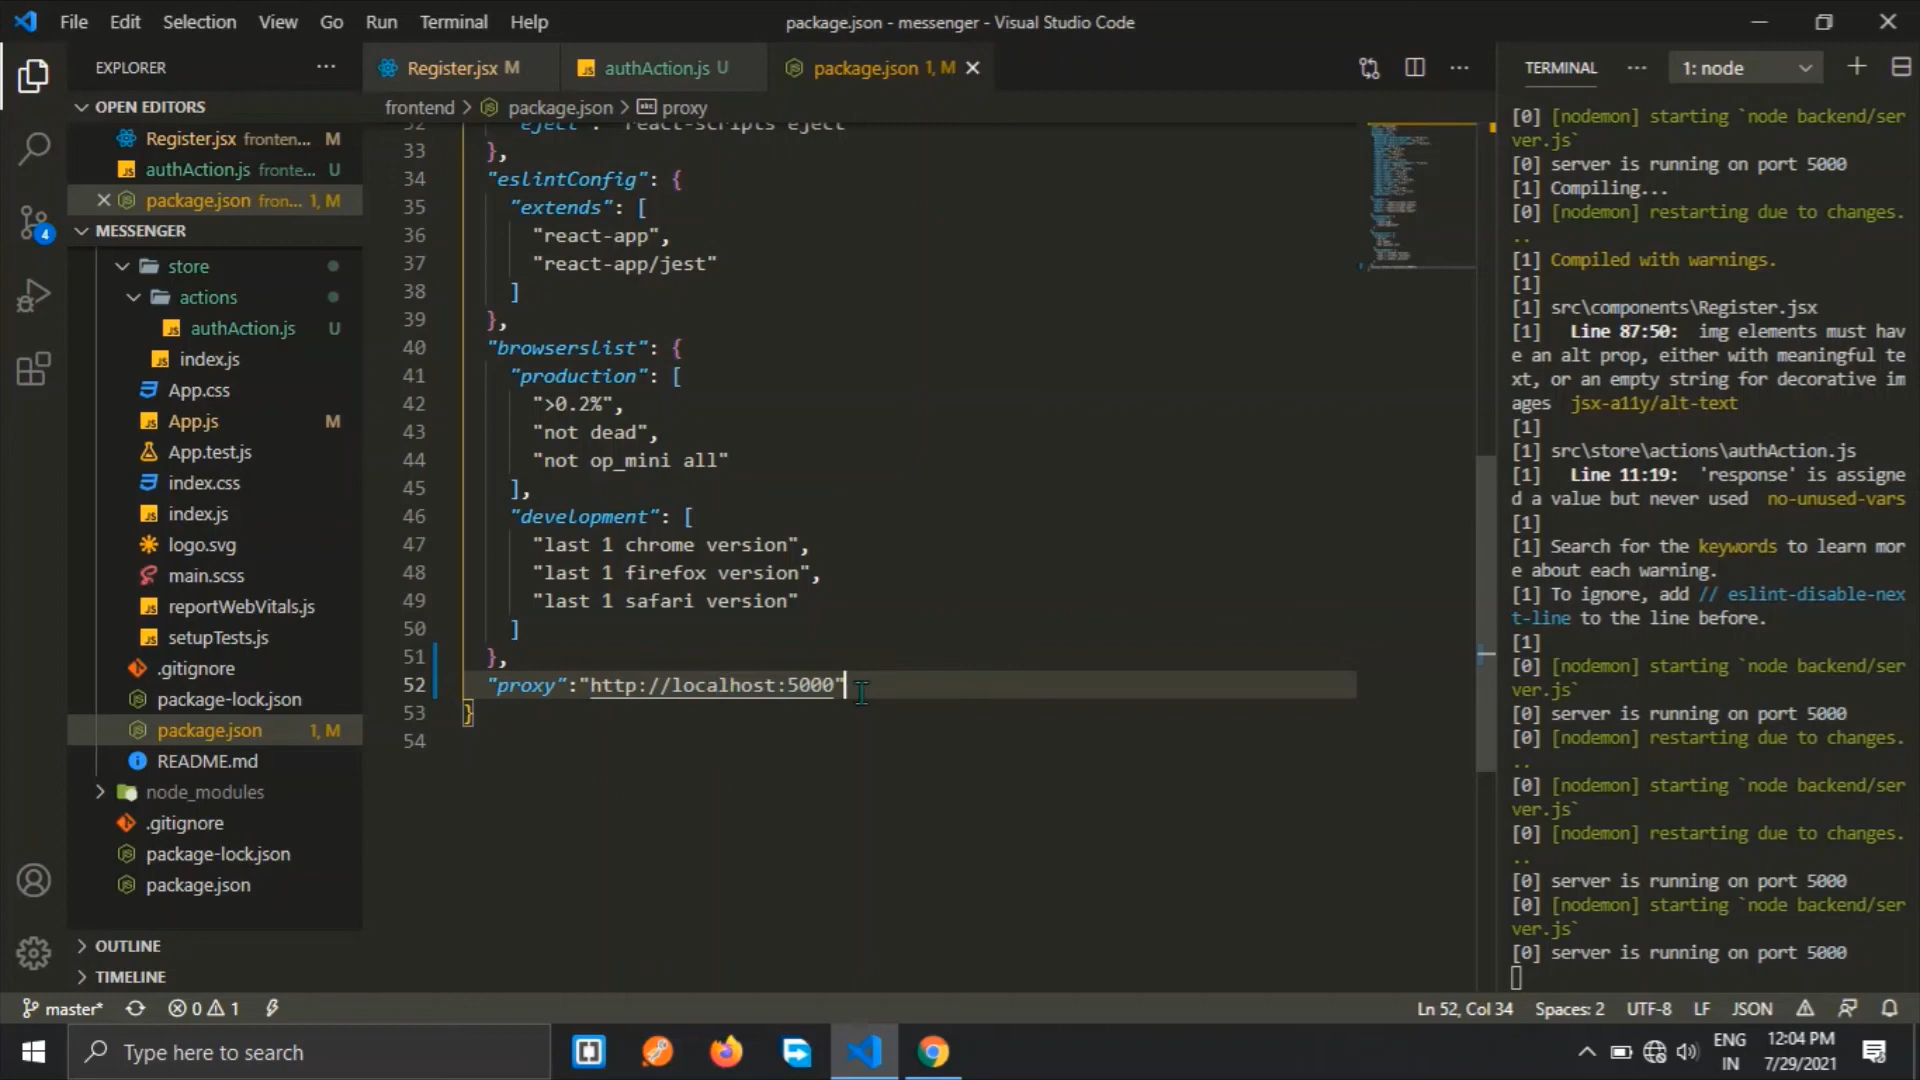 File Edit Selection View Go Run Terminal Help
package.json - messenger - Visual Studio Code
EXPLORER
OPEN EDITORS
Register.jsx fronten... M
authAction.js fronte... U
package.json fron... 1, M
MESSENGER
store
actions
authAction.js U
index.js
App.css
App.js M
App.test.js
index.css
index.js
logo.svg
main.scss
reportWebVitals.js
setupTests.js
.gitignore
package-lock.json
package.json 1, M
README.md
node_modules
.gitignore
package-lock.json
package.json
OUTLINE
TIMELINE
4
Register.jsx M
authAction.js U
package.json 1, M
frontend > package.json > proxy
32 "eject": "react-scripts eject"
33 },
34 "eslintConfig": {
35 "extends": [
36 "react-app",
37 "react-app/jest"
38 ]
39 },
40 "browserslist": {
41 "production": [
42 ">0.2%",
43 "not dead",
44 "not op_mini all"
45 ],
46 "development": [
47 "last 1 chrome version",
48 "last 1 firefox version",
49 "last 1 safari version"
50 ]
51 },
52 "proxy":"http://localhost:5000"
53 }
54
TERMINAL
1: node
[0] [nodemon] starting `node backend/ser
ver.js`
[0] server is running on port 5000
[1] Compiling...
[0] [nodemon] restarting due to changes.
..
[1] Compiled with warnings.
[1]
[1] src\components\Register.jsx
[1] Line 87:50: img elements must hav
e an alt prop, either with meaningful te
xt, or an empty string for decorative im
ages jsx-a11y/alt-text
[1]
[1] src\store\actions\authAction.js
[1] Line 11:19: 'response' is assigne
d a value but never used no-unused-vars
[1]
[1] Search for the keywords to learn mor
e about each warning.
[1] To ignore, add // eslint-disable-nex
t-line to the line before.
[1]
[0] [nodemon] starting `node backend/ser
ver.js`
[0] server is running on port 5000
[0] [nodemon] restarting due to changes.
..
[0] [nodemon] starting `node backend/ser
ver.js`
[0] [nodemon] restarting due to changes.
..
[0] server is running on port 5000
[0] [nodemon] starting `node backend/ser
ver.js`
[0] server is running on port 5000
master* 0 1
Ln 52, Col 34 Spaces: 2 UTF-8 LF JSON
Type here to search
ENG
IN
12:04 PM
7/29/2021